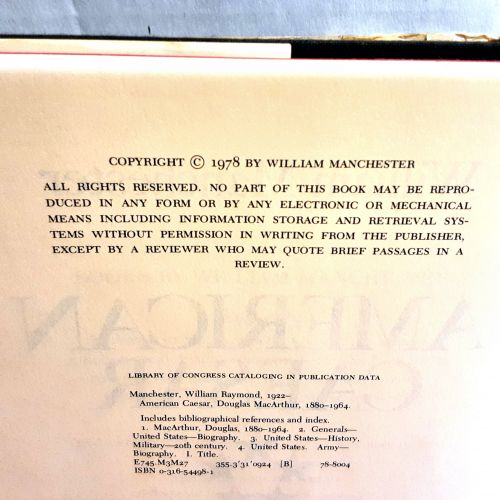 COPYRIGHT © 1978 BY WILLIAM MANCHESTER
ALL RIGHTS RESERVED. NO PART OF THIS BOOK MAY BE REPRO-
DUCED IN ANY FORM OR BY ANY ELECTRONIC OR MECHANICAL
MEANS INCLUDING INFORMATION STORAGE AND RETRIEVAL SYS-
TEMS WITHOUT PERMISSION IN WRITING FROM THE PUBLISHER,
EXCEPT BY A REVIEWER WHO MAY QUOTE BRIEF PASSAGES IN A
REVIEW.
LIBRARY OF CONGRESS CATALOGING IN PUBLICATION DATA
Manchester, William Raymond, 1922–
American Caesar, Douglas MacArthur, 1880–1964.
Includes bibliographical references and index.
1. MacArthur, Douglas, 1880–1964. 2. Generals—
United States—Biography. 3. United States—History,
Military—20th century. 4. United States. Army—
Biography. I. Title.
E745.M3M27 355·3'31'0924 [B] 78-8004
ISBN 0-316-54498-1